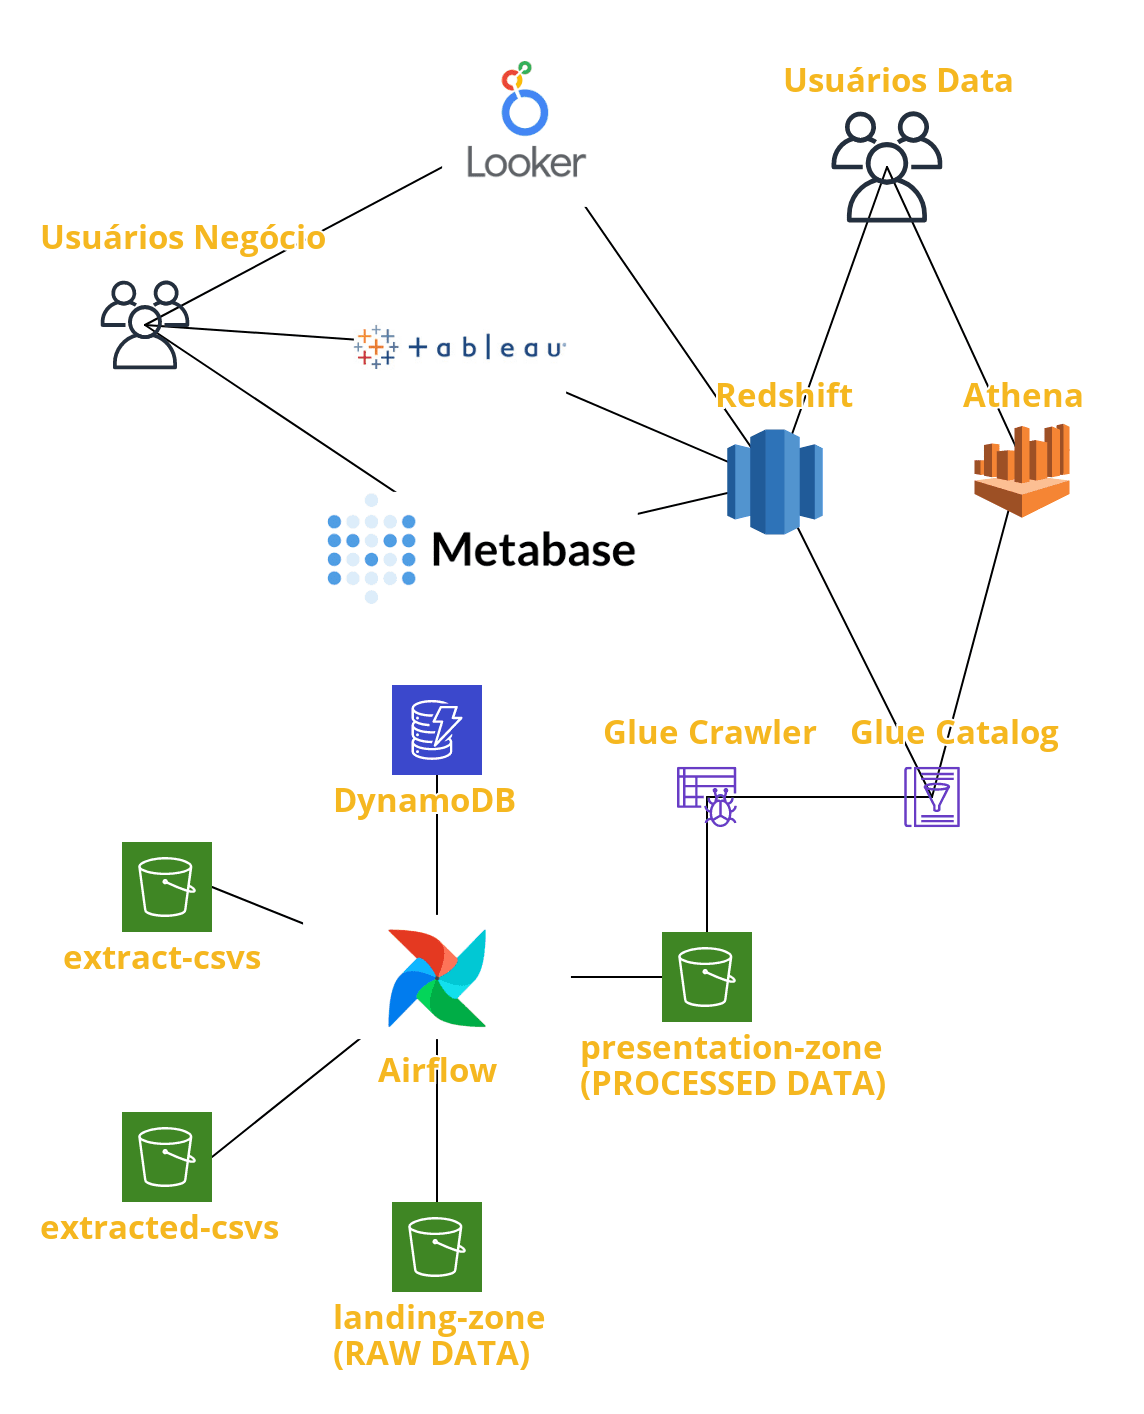 Looker
Usuários Data
Usuários Negócio
+ableau
Redshift
Athena
Metabase
Glue Crawler
Glue Catalog
DynamoDB
extract-csvs
Airflow
presentation-zone
(PROCESSED DATA)
extracted-csvs
landing-zone
(RAW DATA)